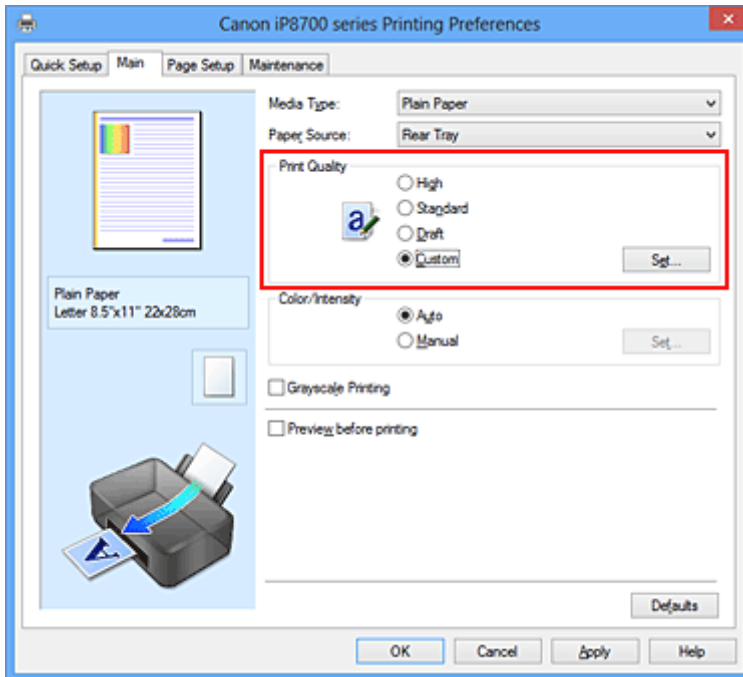 Canon iP8700 series Printing Preferences
Quick Setup Main Page Setup Maintenance
Media Type: Plain Paper
Paper Source: Rear Tray
Print Quality
High
Standard
a
Draft
Custom Set...
Plain Paper
Letter 8.5"x11" 22x28cm
Color/Intensity
Auto
Manual Set...
Grayscale Printing
Preview before printing
A
Defaults
OK Cancel Apply Help